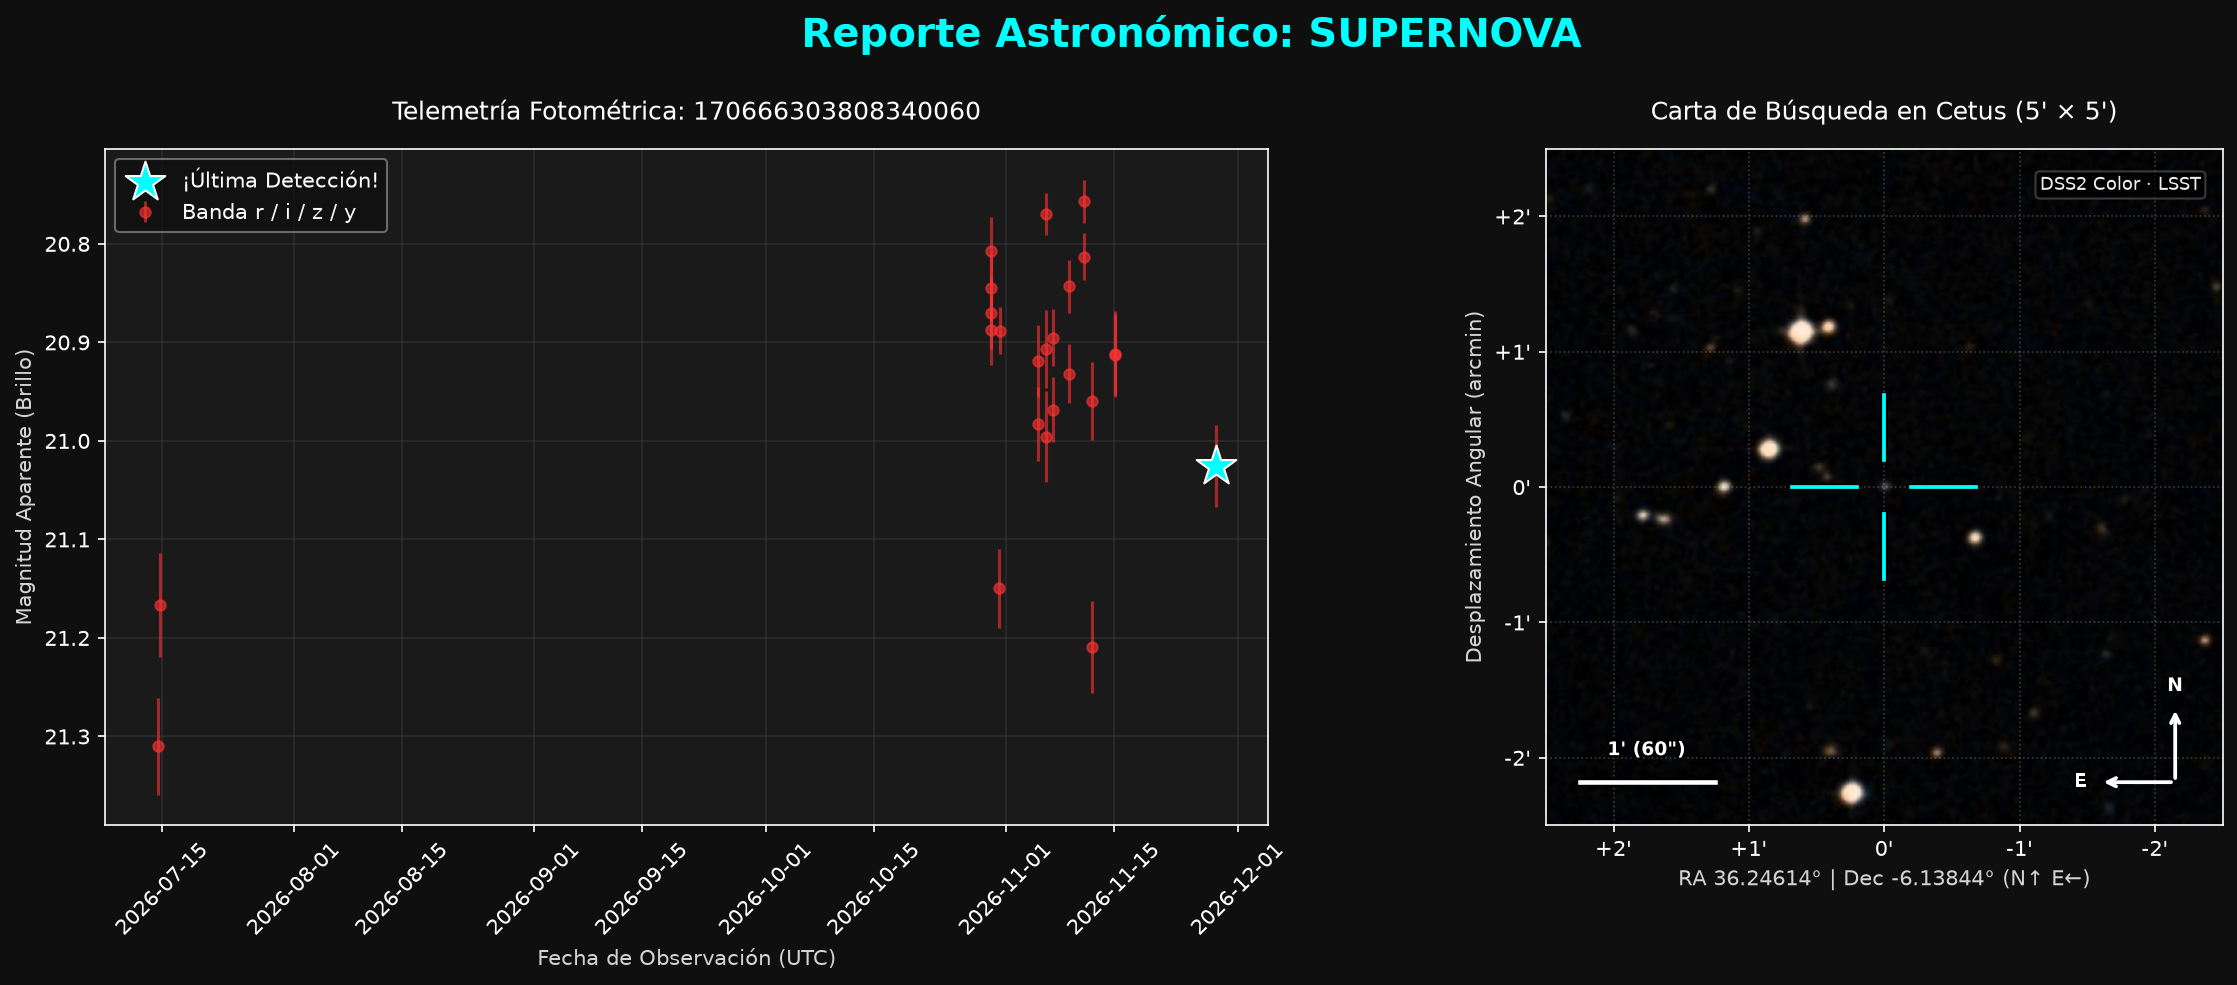 Reporte Astronómico: SUPERNOVA
Telemetría Fotométrica: 170666303808340060
¡Última Detección!
Banda r / i / z / y
Magnitud Aparente (Brillo)
20.8
20.9
21.0
21.1
21.2
21.3
2026-07-15
2026-08-01
2026-08-15
2026-09-01
2026-09-15
2026-10-01
2026-10-15
2026-11-01
2026-11-15
2026-12-01
Fecha de Observación (UTC)
Carta de Búsqueda en Cetus (5' × 5')
DSS2 Color · LSST
Desplazamiento Angular (arcmin)
+2'
+1'
0'
-1'
-2'
N
E
1' (60")
+2'
+1'
0'
-1'
-2'
RA 36.24614° | Dec -6.13844° (N↑ E←)